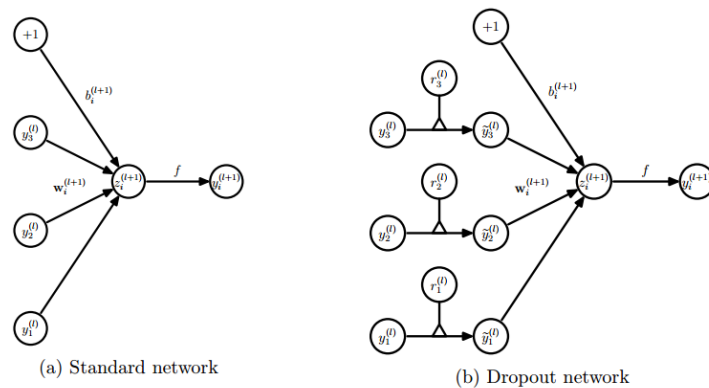 +1
b_i^{(l+1)}
y_3^{(l)}
w_i^{(l+1)}
z_i^{(l+1)}
f
y_i^{(l+1)}
y_2^{(l)}
y_1^{(l)}
(a) Standard network
+1
b_i^{(l+1)}
r_3^{(l)}
y_3^{(l)}
ỹ_3^{(l)}
r_2^{(l)}
w_i^{(l+1)}
z_i^{(l+1)}
f
y_i^{(l+1)}
y_2^{(l)}
ỹ_2^{(l)}
r_1^{(l)}
y_1^{(l)}
ỹ_1^{(l)}
(b) Dropout network